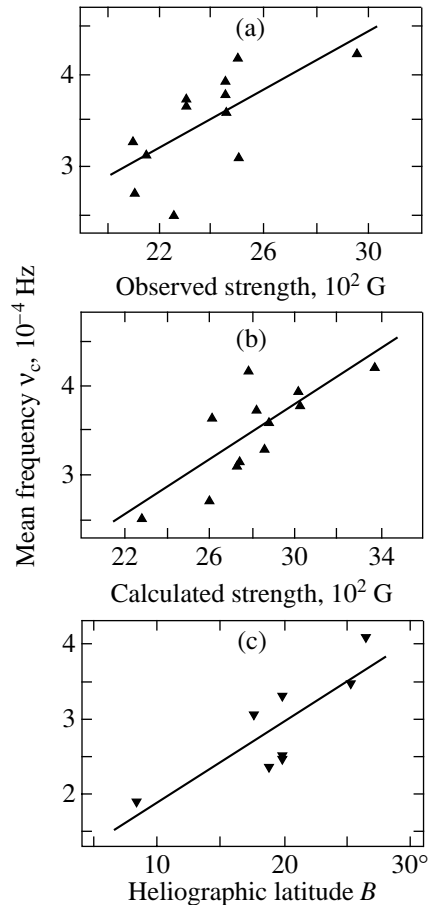 Mean frequency νc, 10⁻⁴ Hz
(a)
4
3
22 26 30
Observed strength, 10² G
(b)
4
3
22 26 30 34
Calculated strength, 10² G
(c)
4
3
2
10 20 30°
Heliographic latitude B